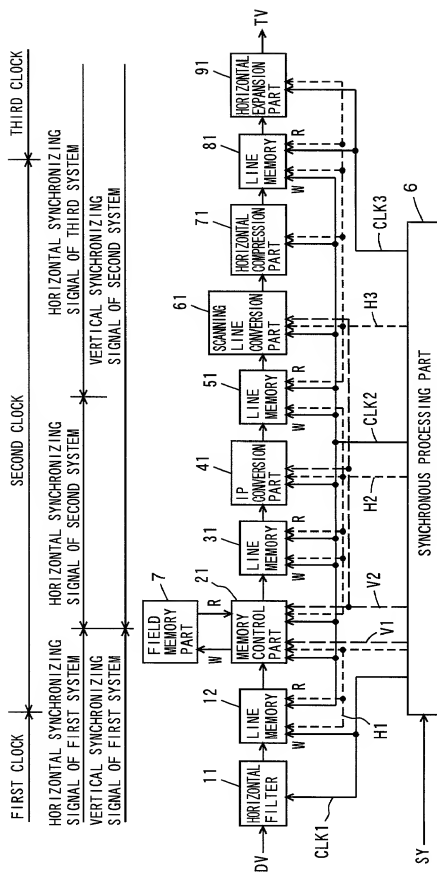 FIRST CLOCK
SECOND CLOCK
THIRD CLOCK
HORIZONTAL SYNCHRONIZING
SIGNAL OF FIRST SYSTEM
HORIZONTAL SYNCHRONIZING
SIGNAL OF SECOND SYSTEM
HORIZONTAL SYNCHRONIZING
SIGNAL OF THIRD SYSTEM
VERTICAL SYNCHRONIZING
SIGNAL OF FIRST SYSTEM
VERTICAL SYNCHRONIZING
SIGNAL OF SECOND SYSTEM
7
FIELD MEMORY
PART
W
R
DV
11
HORIZONTAL
FILTER
12
LINE
MEMORY
W
R
21
MEMORY
CONTROL
PART
31
LINE
MEMORY
W
R
41
IP
CONVERSION
PART
51
LINE
MEMORY
W
R
61
SCANNING
LINE
CONVERSION
PART
71
HORIZONTAL
COMPRESSION
PART
81
LINE
MEMORY
W
R
91
HORIZONTAL
EXPANSION
PART
TV
CLK1
H1
V1
V2
H2
CLK2
H3
CLK3
6
SY
SYNCHRONOUS PROCESSING PART